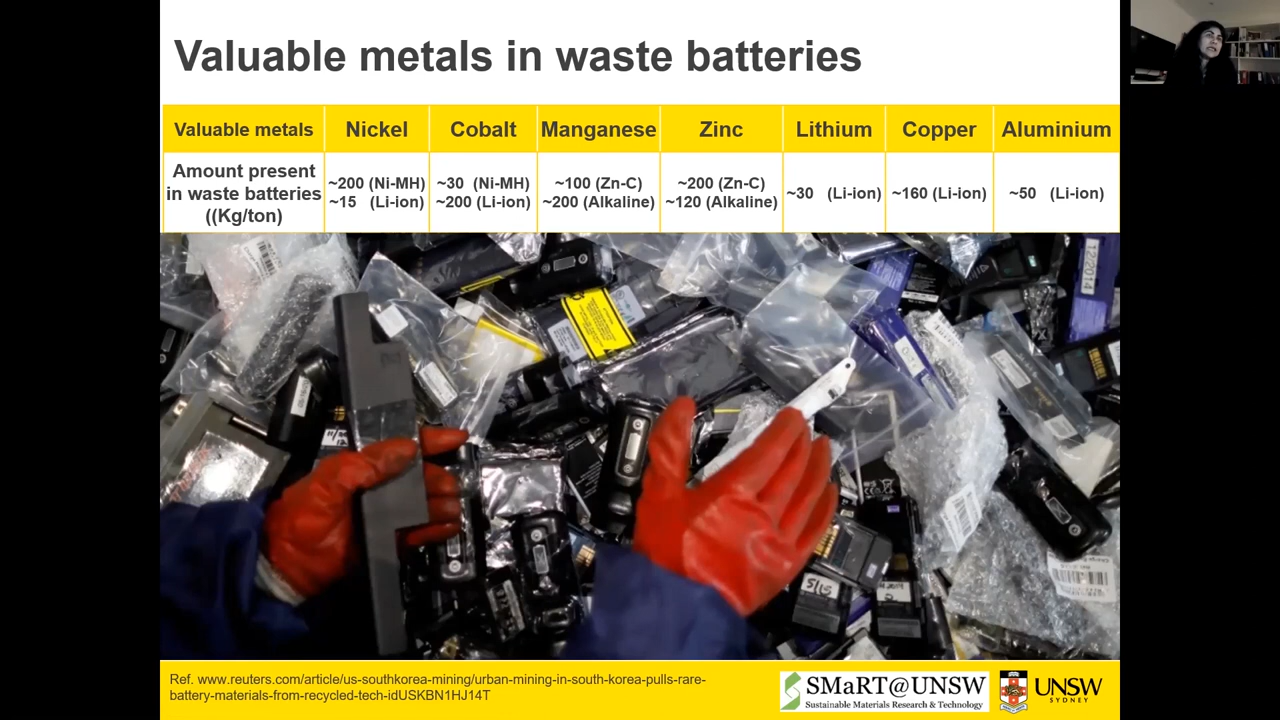 Valuable metals in waste batteries
Valuable metals Nickel Cobalt Manganese Zinc Lithium Copper Aluminium
Amount present
in waste batteries
((Kg/ton)
~200 (Ni-MH) ~30 (Ni-MH) ~100 (Zn-C) ~200 (Zn-C)
~15 (Li-ion) ~200 (Li-ion) ~200 (Alkaline) ~120 (Alkaline) ~30 (Li-ion) ~160 (Li-ion) ~50 (Li-ion)
122014
5/15
Ref. www.reuters.com/article/us-southkorea-mining/urban-mining-in-south-korea-pulls-rare-
battery-materials-from-recycled-tech-idUSKBN1HJ14T
SMaRT@UNSW
Sustainable Materials Research & Technology
UNSW
SYDNEY